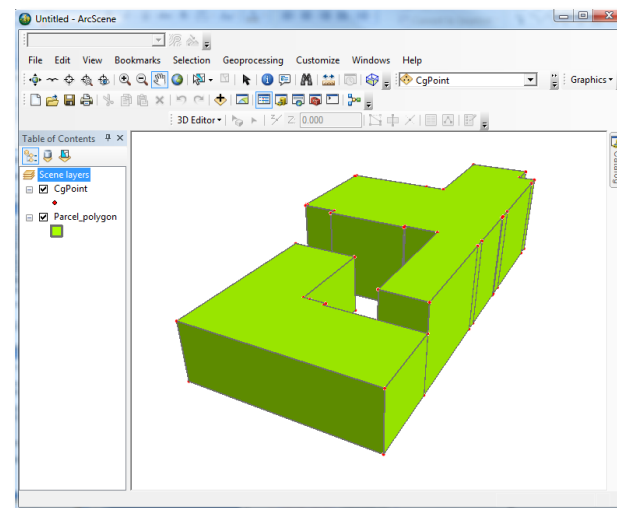 Untitled - ArcScene
File Edit View Bookmarks Selection Geoprocessing Customize Windows Help
CgPoint
Graphics
3D Editor Z: 0.000
Table of Contents
Scene layers
CgPoint
Parcel_polygon